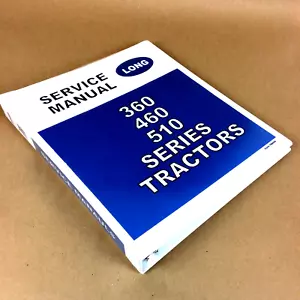 SERVICE
MANUAL
LONG
360
460
510
SERIES
TRACTORS